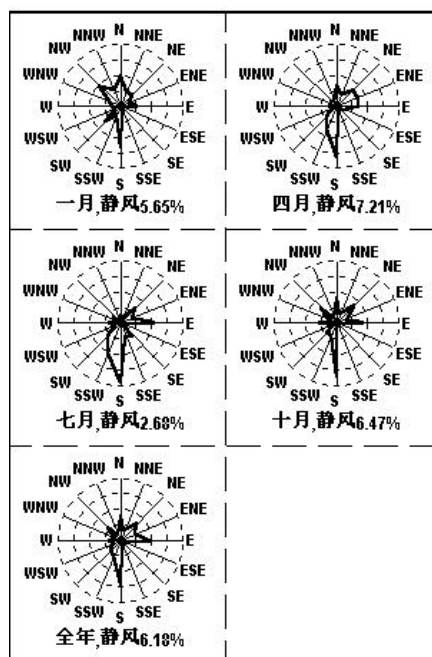 N
NNW NNE
NW NE
WNW ENE
W E
WSW ESE
SW SE
SSW SSE
S
一月,静风5.65%
N
NNW NNE
NW NE
WNW ENE
W E
WSW ESE
SW SE
SSW SSE
S
四月,静风7.21%
N
NNW NNE
NW NE
WNW ENE
W E
WSW ESE
SW SE
SSW SSE
S
七月,静风2.68%
N
NNW NNE
NW NE
WNW ENE
W E
WSW ESE
SW SE
SSW SSE
S
十月,静风6.47%
N
NNW NNE
NW NE
WNW ENE
W E
WSW ESE
SW SE
SSW SSE
S
全年,静风6.18%